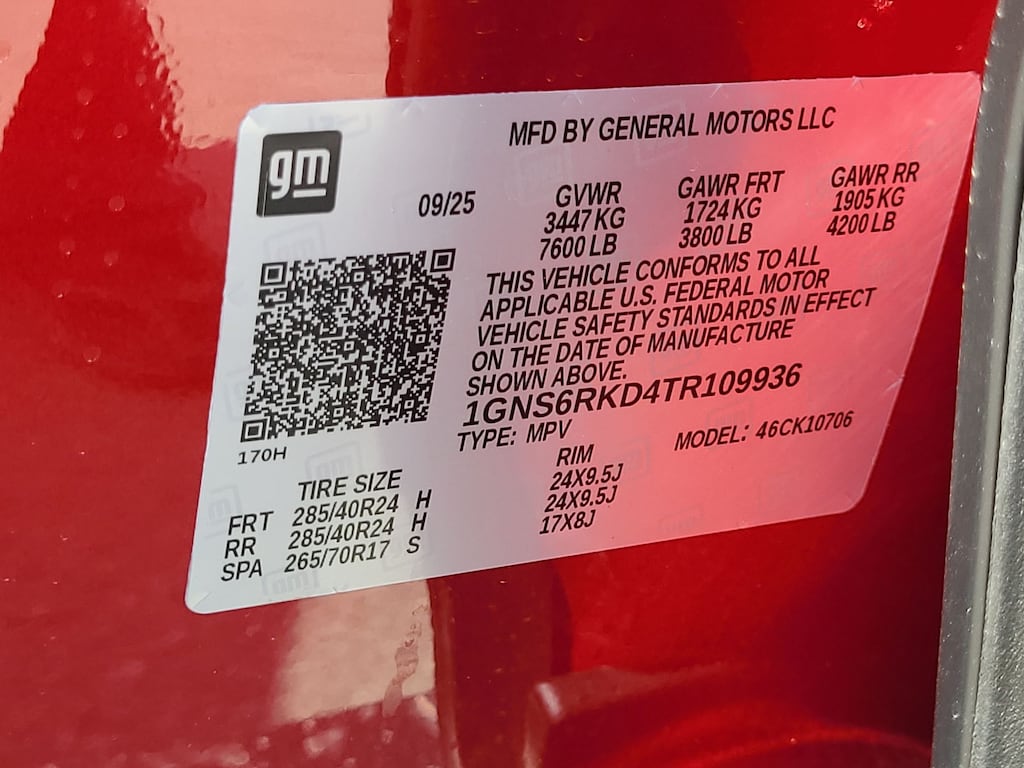 gm
MFD BY GENERAL MOTORS LLC
09/25 GVWR GAWR FRT GAWR RR
3447 KG 1724 KG 1905 KG
7600 LB 3800 LB 4200 LB
THIS VEHICLE CONFORMS TO ALL
APPLICABLE U.S. FEDERAL MOTOR
VEHICLE SAFETY STANDARDS IN EFFECT
ON THE DATE OF MANUFACTURE
SHOWN ABOVE.
1GNS6RKD4TR109936
TYPE: MPV MODEL: 46CK10706
170H
TIRE SIZE RIM
FRT 285/40R24 H 24X9.5J
RR 285/40R24 H 24X9.5J
SPA 265/70R17 S 17X8J